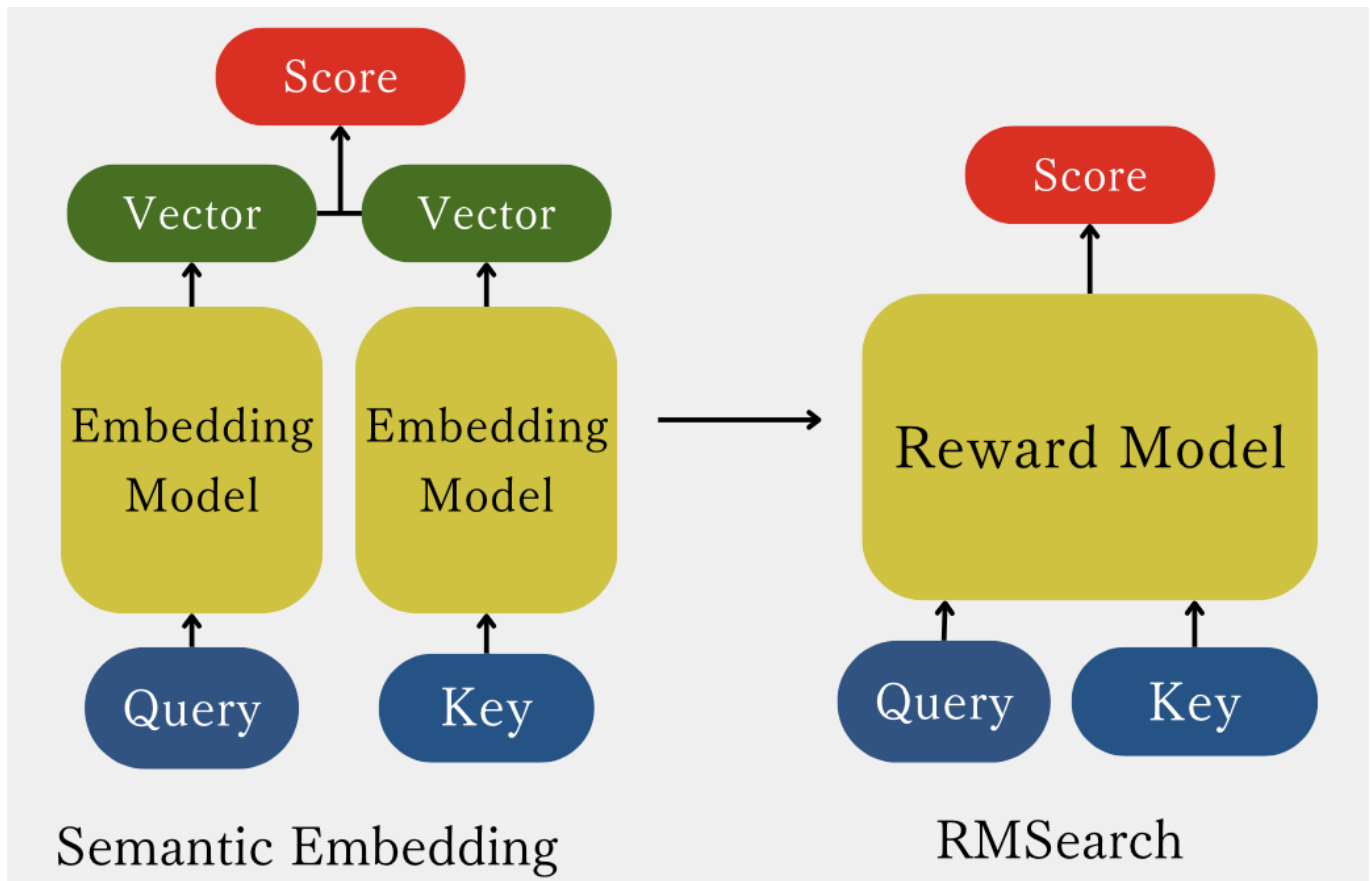 Score
Vector
Vector
Embedding
Model
Embedding
Model
Query
Key
Semantic Embedding
Score
Reward Model
Query
Key
RMSearch